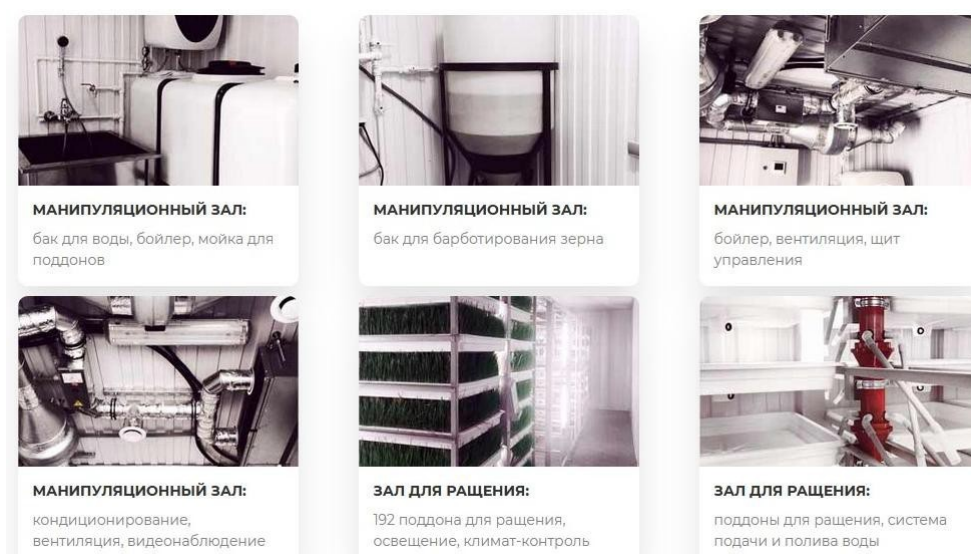 МАНИПУЛЯЦИОННЫЙ ЗАЛ:
бак для воды, бойлер, мойка для
поддонов
МАНИПУЛЯЦИОННЫЙ ЗАЛ:
бак для барботирования зерна
МАНИПУЛЯЦИОННЫЙ ЗАЛ:
бойлер, вентиляция, щит
управления
МАНИПУЛЯЦИОННЫЙ ЗАЛ:
кондиционирование,
вентиляция, видеонаблюдение
ЗАЛ ДЛЯ РАЩЕНИЯ:
192 поддона для ращения,
освещение, климат-контроль
ЗАЛ ДЛЯ РАЩЕНИЯ:
поддоны для ращения, система
подачи и полива воды